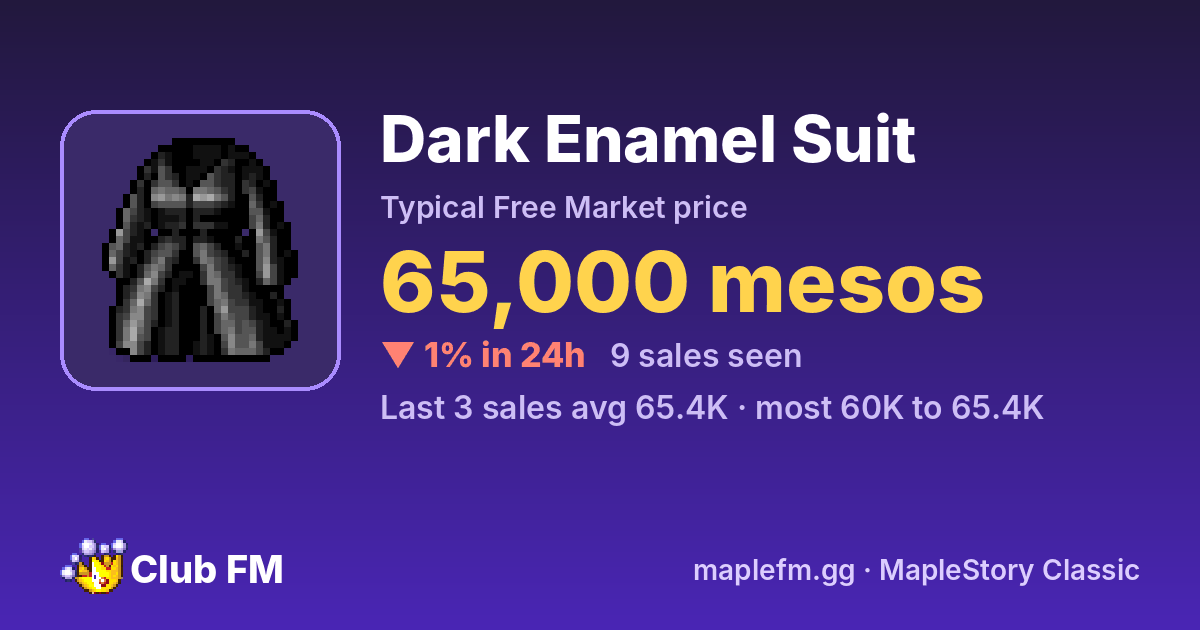 Dark Enamel Suit
Typical Free Market price
65,000 mesos
▼ 1% in 24h 9 sales seen
Last 3 sales avg 65.4K · most 60K to 65.4K
Club FM
maplefm.gg · MapleStory Classic